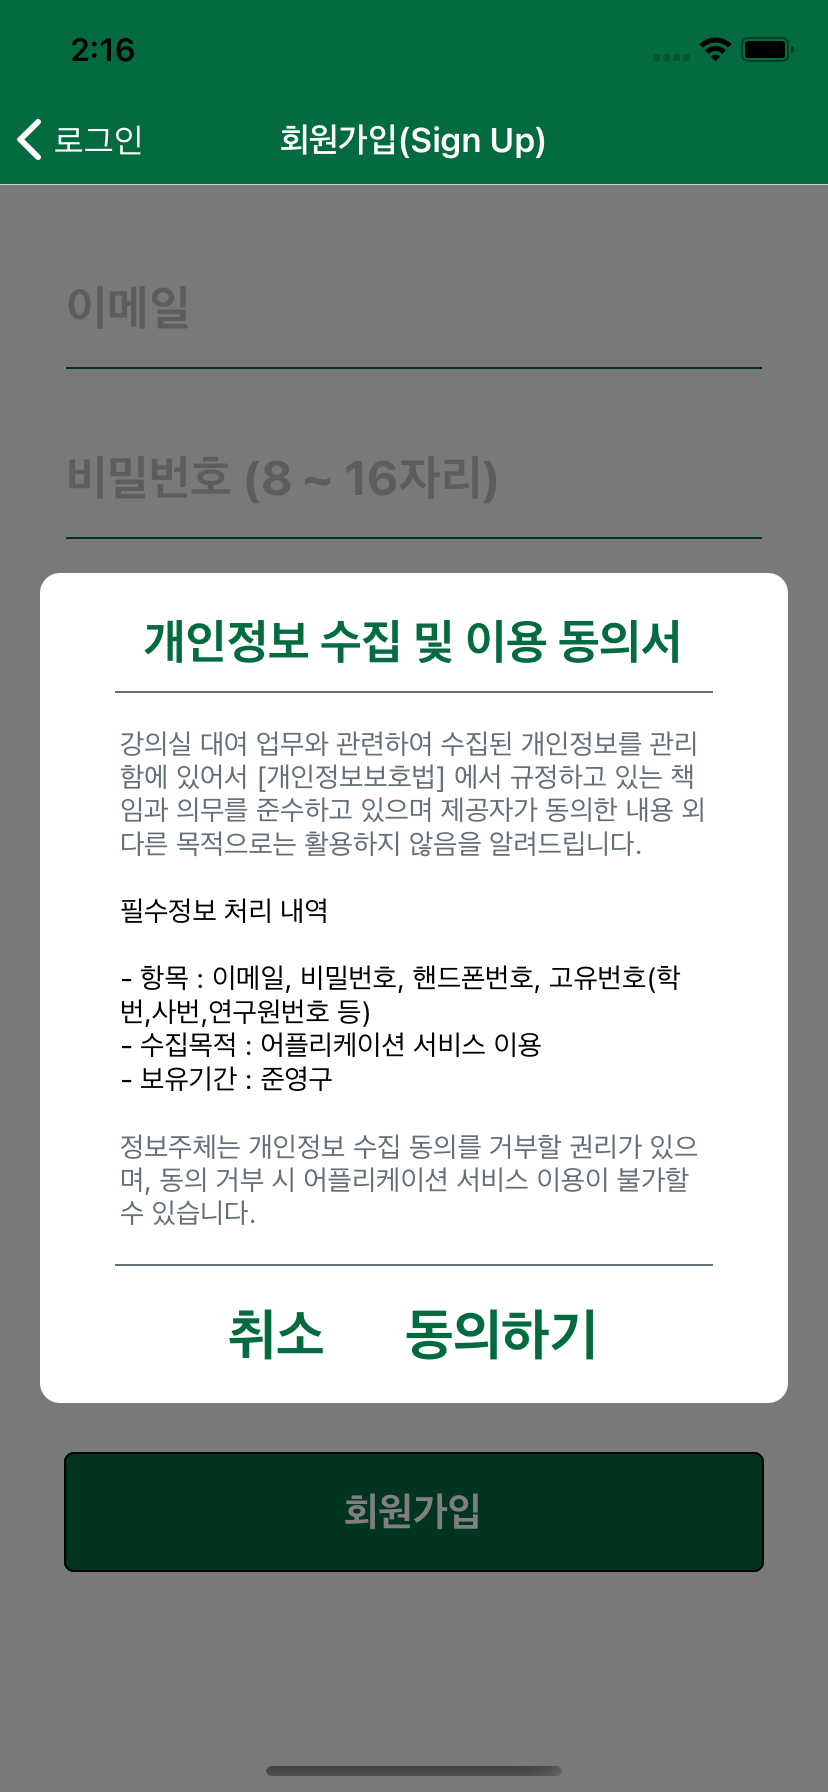 2:16
로그인
회원가입(Sign Up)
이메일
비밀번호 (8 ~ 16자리)
개인정보 수집 및 이용 동의서
강의실 대여 업무와 관련하여 수집된 개인정보를 관리
함에 있어서 [개인정보보호법] 에서 규정하고 있는 책
임과 의무를 준수하고 있으며 제공자가 동의한 내용 외
다른 목적으로는 활용하지 않음을 알려드립니다.
필수정보 처리 내역
- 항목 : 이메일, 비밀번호, 핸드폰번호, 고유번호(학
번,사번,연구원번호 등)
- 수집목적 : 어플리케이션 서비스 이용
- 보유기간 : 준영구
정보주체는 개인정보 수집 동의를 거부할 권리가 있으
며, 동의 거부 시 어플리케이션 서비스 이용이 불가할
수 있습니다.
취소
동의하기
회원가입